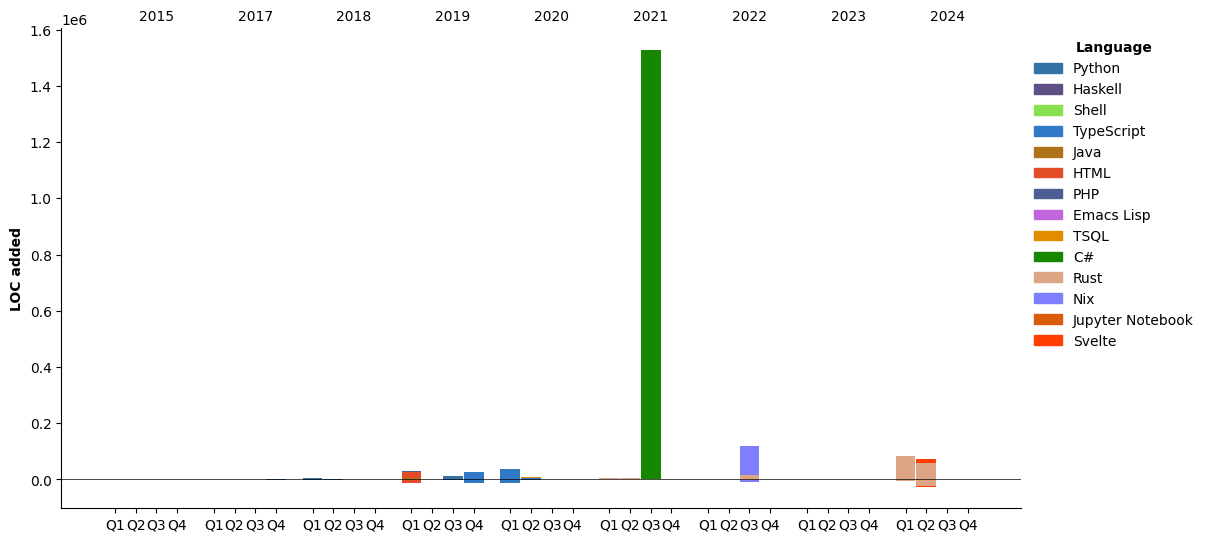 2015 2017 2018 2019 2020 2021 2022 2023 2024
1e6
1.6
1.4
1.2
1.0
0.8
0.6
0.4
0.2
0.0
LOC added
Q1 Q2 Q3 Q4 Q1 Q2 Q3 Q4 Q1 Q2 Q3 Q4 Q1 Q2 Q3 Q4 Q1 Q2 Q3 Q4 Q1 Q2 Q3 Q4 Q1 Q2 Q3 Q4 Q1 Q2 Q3 Q4 Q1 Q2 Q3 Q4
Language
Python
Haskell
Shell
TypeScript
Java
HTML
PHP
Emacs Lisp
TSQL
C#
Rust
Nix
Jupyter Notebook
Svelte